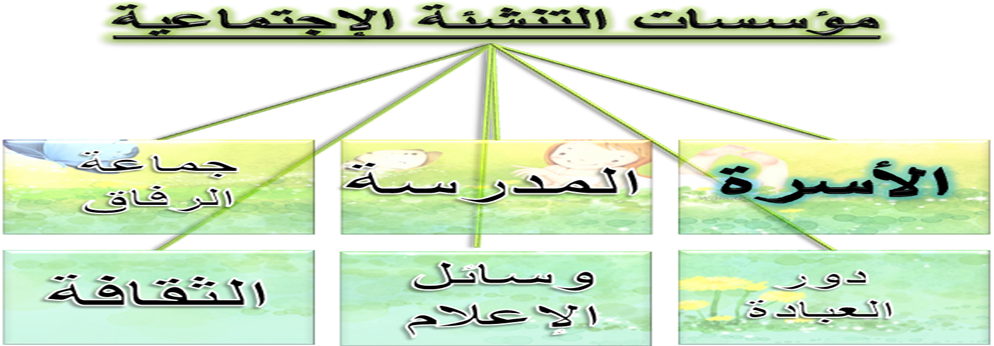 مؤسسات التنشئة الإجتماعية
الأسرة
المدرسة
جماعة
الرفاق
دور
العبادة
وسائل
الإعلام
الثقافة